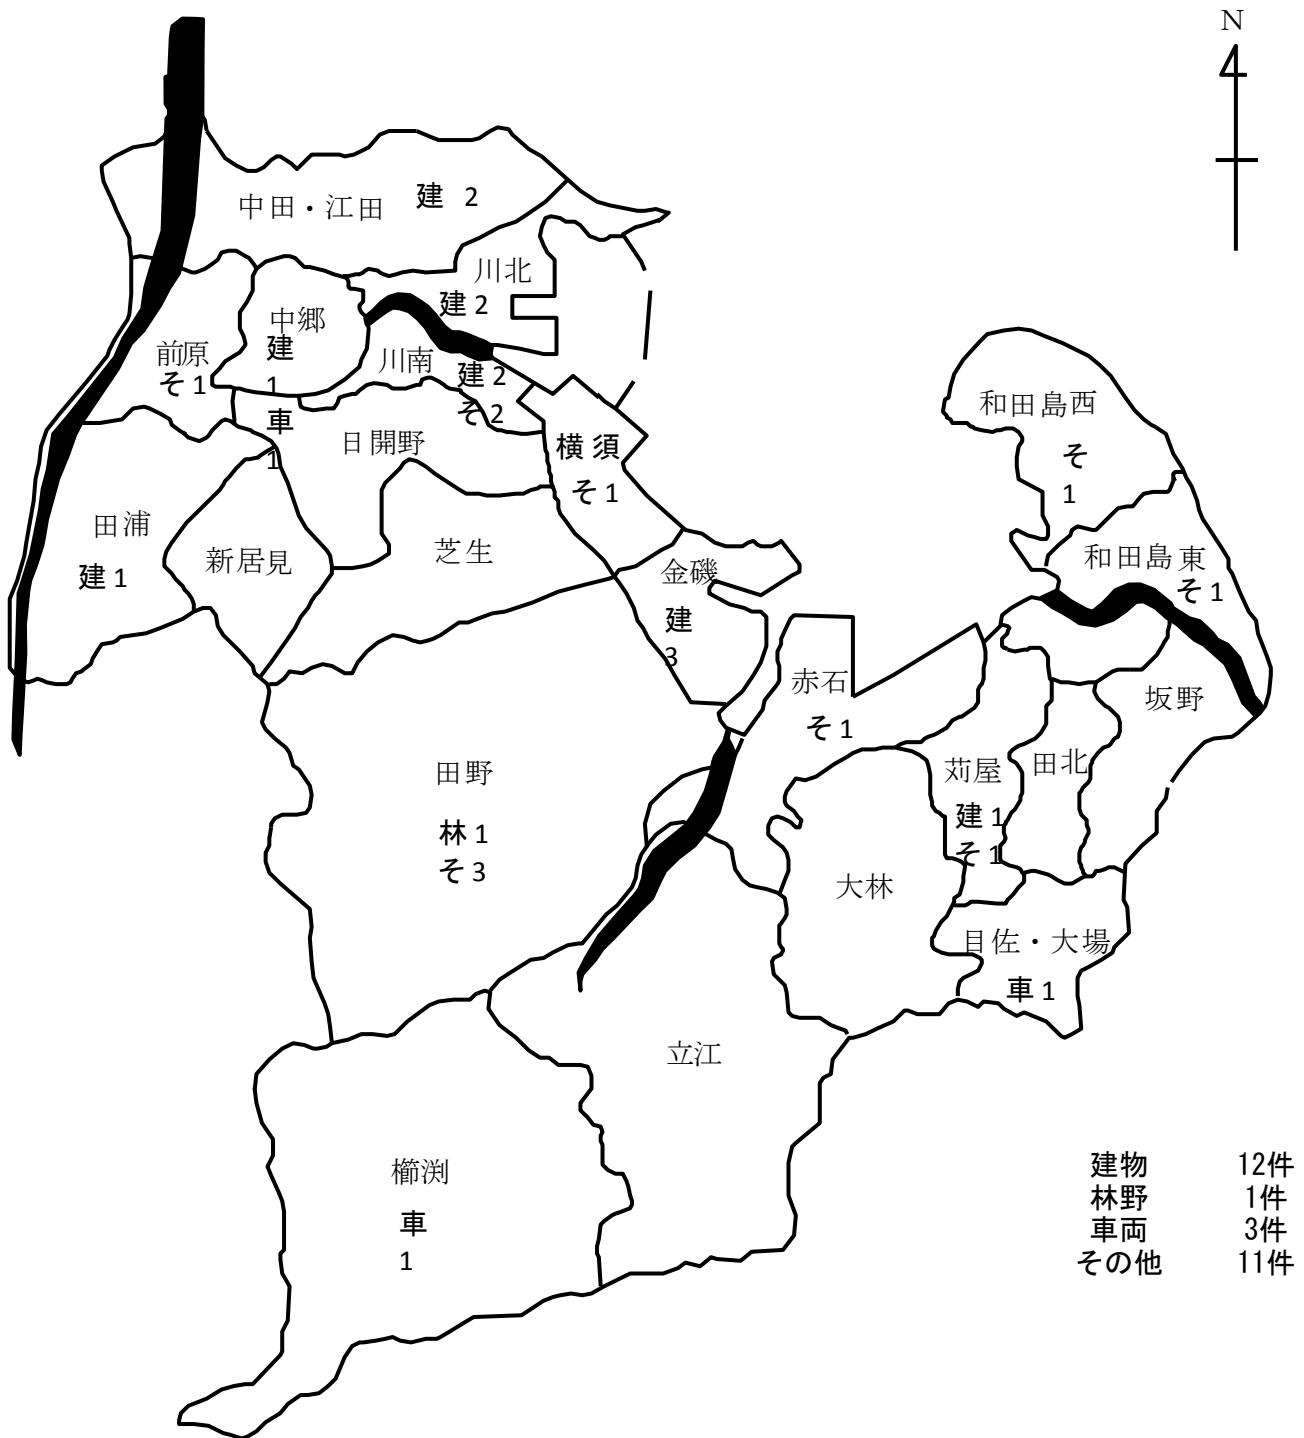 N
中田・江田 建 2
川北
建 2
中郷
建
1
車
1
前原
そ 1
川南
建 2
そ 2
日開野
横須
そ 1
和田島西
そ
1
田浦
建 1
新居見
芝生
金磯
建
3
和田島東
そ 1
赤石
そ 1
坂野
田野
林 1
そ 3
苅屋
建 1
そ 1
田北
大林
目佐・大場
車 1
立江
櫛渕
車
1
建物 12件
林野 1件
車両 3件
その他 11件